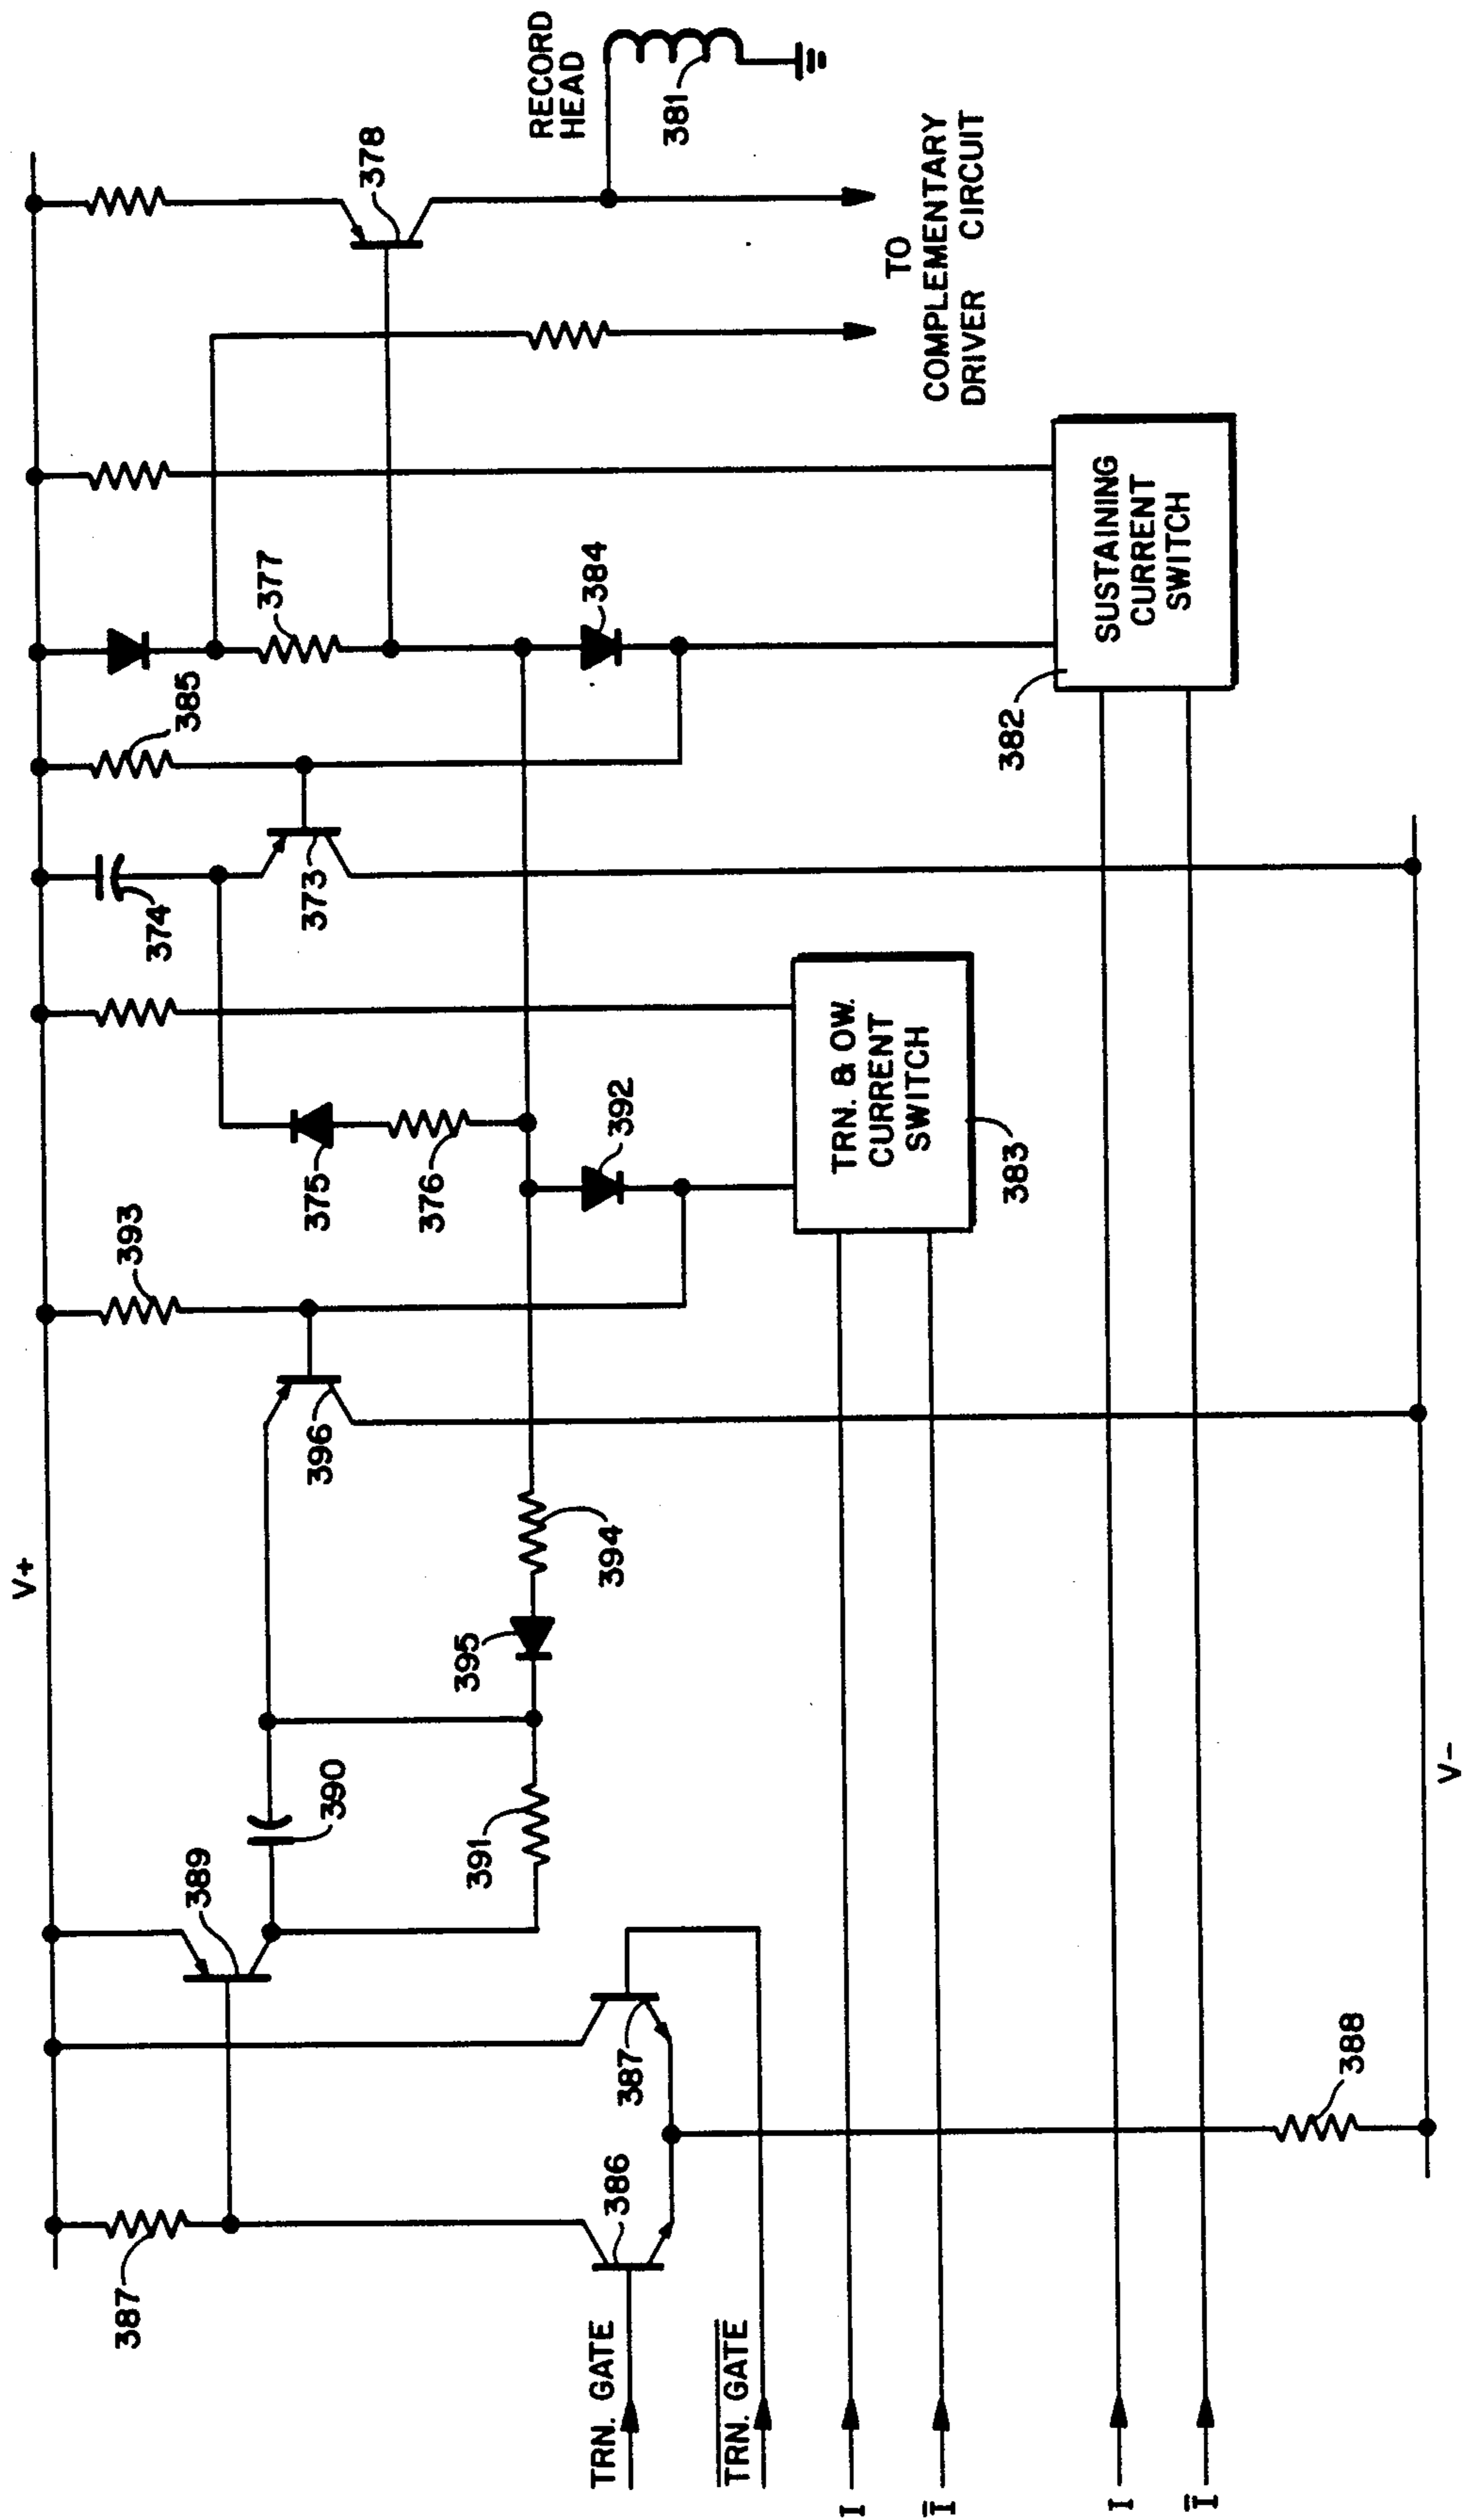 V+
387
389
390
391
395
394
396
393
375
376
392
374
373
385
377
384
378
RECORD
HEAD
381
TO
COMPLEMENTARY
DRIVER CIRCUIT
SUSTAINING
CURRENT
SWITCH
382
TRN. & OW.
CURRENT
SWITCH
383
386
387
388
TRN. GATE
TRN. GATE
I
Ī
I
Ī
V-